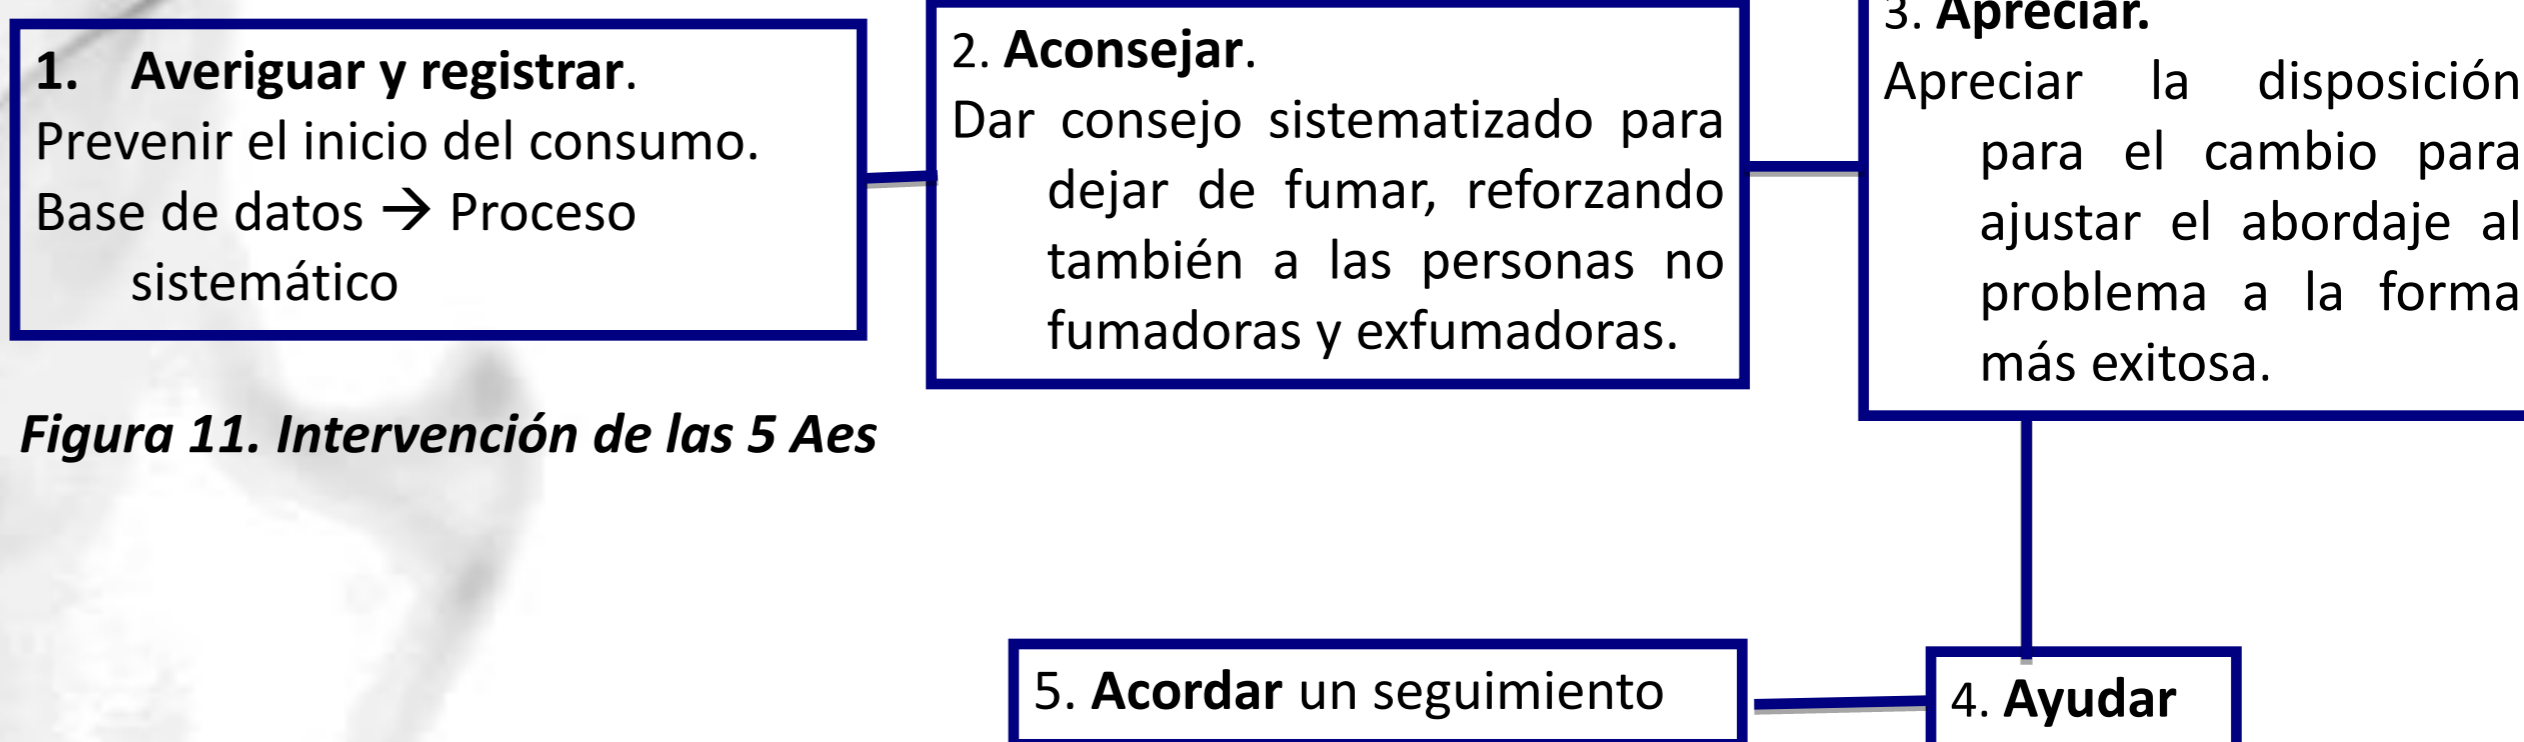 1. Averiguar y registrar.
Prevenir el inicio del consumo.
Base de datos → Proceso
sistemático
2. Aconsejar.
Dar consejo sistematizado para
dejar de fumar, reforzando
también a las personas no
fumadoras y exfumadoras.
3. Apreciar.
Apreciar la disposición
para el cambio para
ajustar el abordaje al
problema a la forma
más exitosa.
Figura 11. Intervención de las 5 Aes
5. Acordar un seguimiento
4. Ayudar